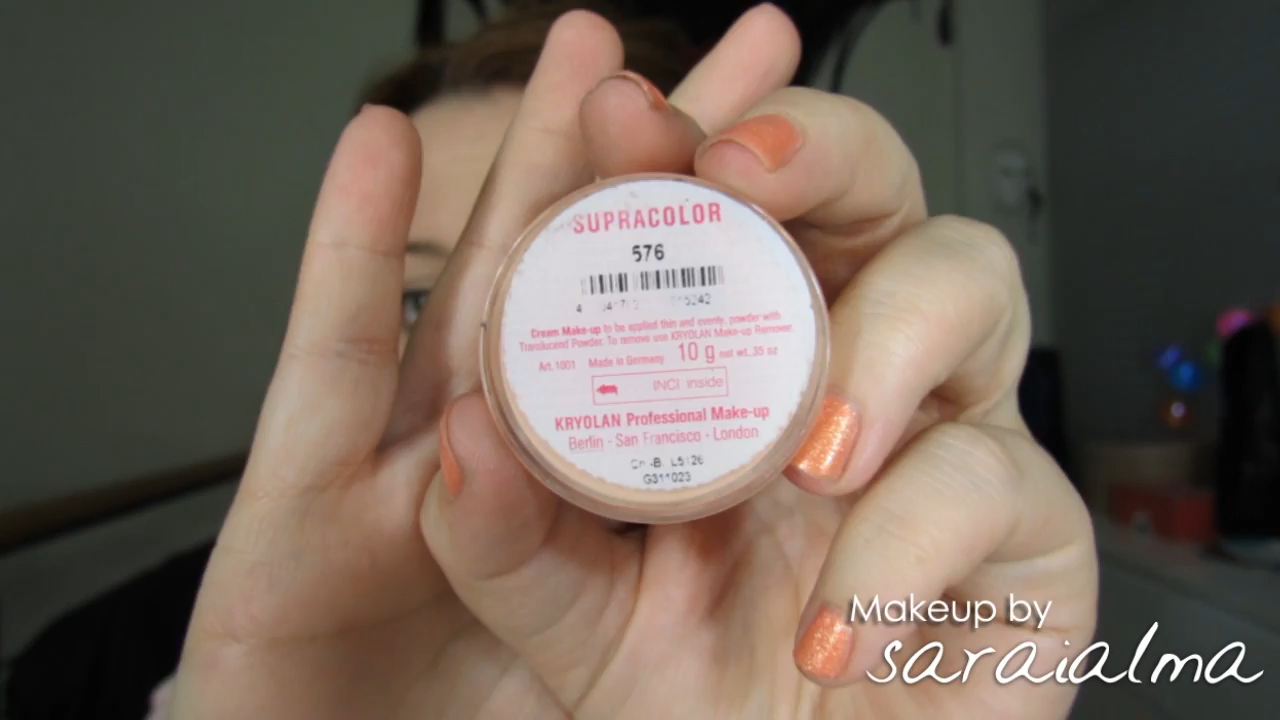 SUPRACOLOR
576
Cream Make-up to be applied thin and evenly, powder with
Translucend Powder. To remove use KRYOLAN Make-up Remover.
Art. 1001 Made in Germany 10 g net wt. .35 oz
INCI inside
KRYOLAN Professional Make-up
Berlin - San Francisco - London
Makeup by
saraialma